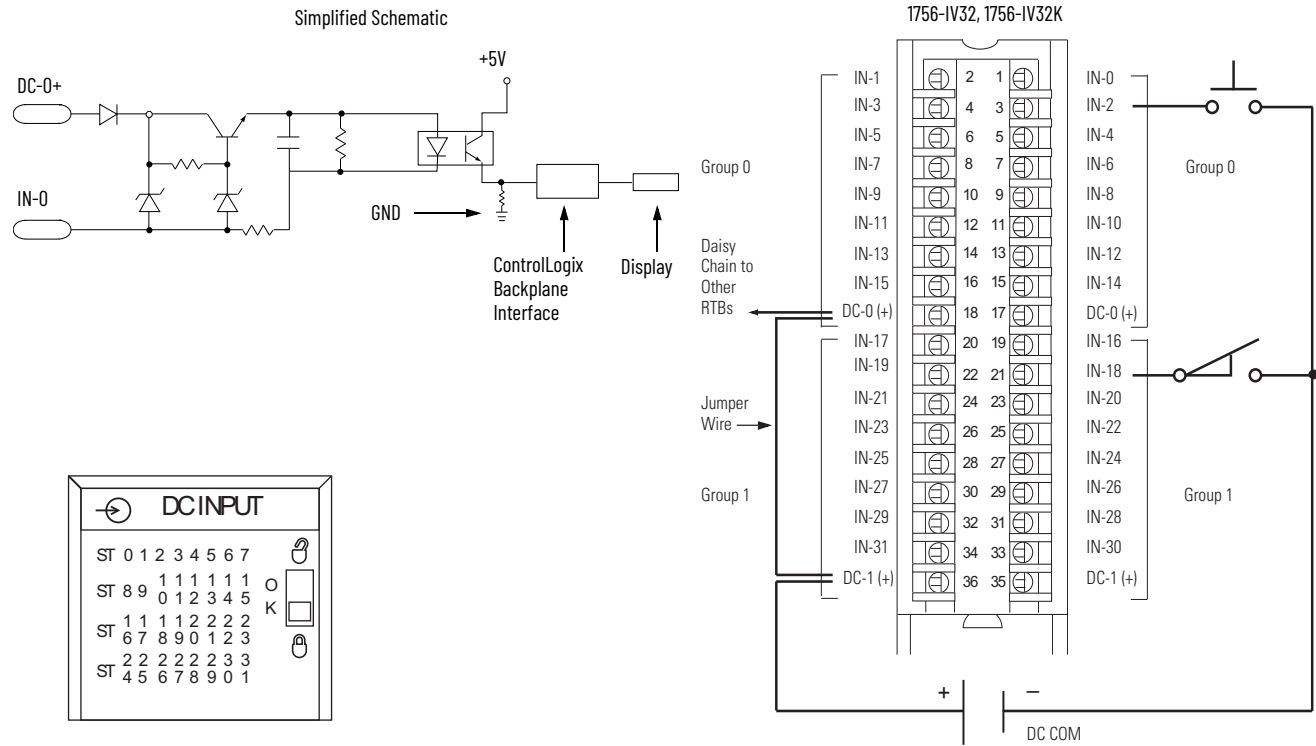 Simplified Schematic
+5V
DC-0+
IN-0
GND
ControlLogix
Backplane
Interface
Display
DC INPUT
ST 0 1 2 3 4 5 6 7
ST 8 9 10 11 12 13 14 15
ST 16 17 18 19 20 21 22 23
ST 24 25 26 27 28 29 30 31
O
K
1756-IV32, 1756-IV32K
Group 0
Daisy
Chain to
Other
RTBs
Jumper
Wire
Group 1
IN-1 2 1 IN-0
IN-3 4 3 IN-2
IN-5 6 5 IN-4
IN-7 8 7 IN-6
IN-9 10 9 IN-8
IN-11 12 11 IN-10
IN-13 14 13 IN-12
IN-15 16 15 IN-14
DC-0 (+) 18 17 DC-0 (+)
IN-17 20 19 IN-16
IN-19 22 21 IN-18
IN-21 24 23 IN-20
IN-23 26 25 IN-22
IN-25 28 27 IN-24
IN-27 30 29 IN-26
IN-29 32 31 IN-28
IN-31 34 33 IN-30
DC-1 (+) 36 35 DC-1 (+)
Group 0
Group 1
+ –
DC COM